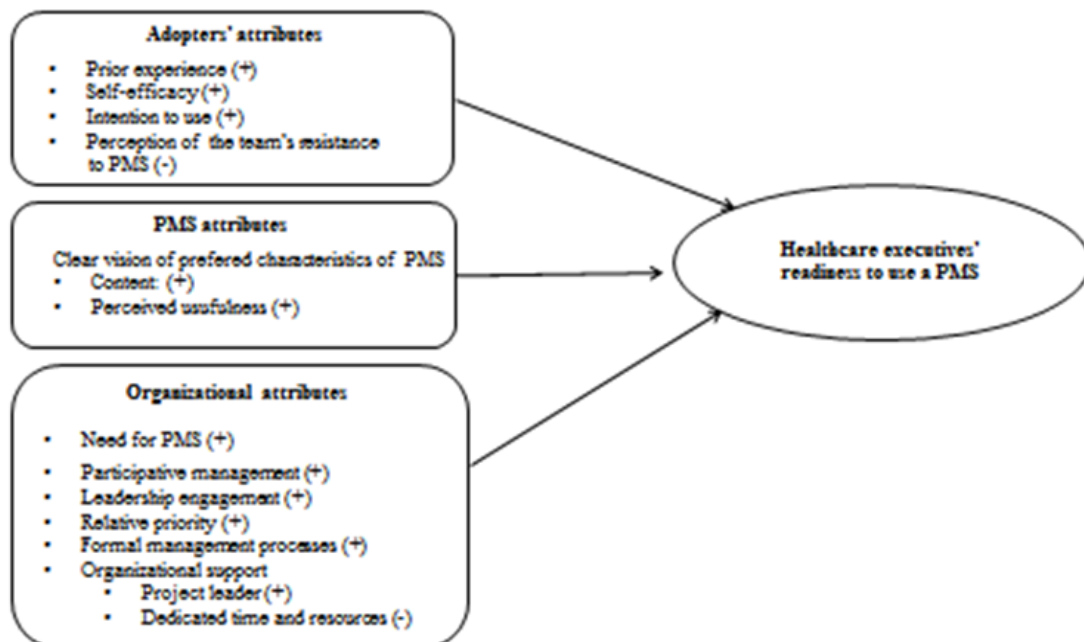 Adopters' attributes
• Prior experience (+)
• Self-efficacy (+)
• Intention to use (+)
• Perception of the team's resistance
to PMS (-)
PMS attributes
Clear vision of prefered characteristics of PMS
• Content: (+)
• Perceived usufulness (+)
Organizational attributes
• Need for PMS (+)
• Participative management (+)
• Leadership engagement (+)
• Relative priority (+)
• Formal management processes (+)
• Organizational support
• Project leader (+)
• Dedicated time and resources (-)
Healthcare executives'
readiness to use a PMS